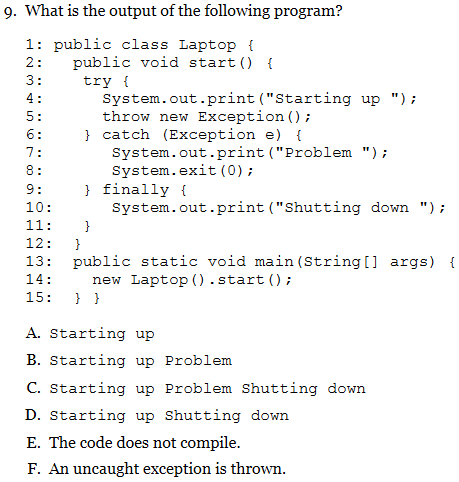 9. What is the output of the following program?
1: public class Laptop {
2:   public void start() {
3:    try {
4:      System.out.print("Starting up ");
5:      throw new Exception();
6:    } catch (Exception e) {
7:       System.out.print("Problem ");
8:       System.exit(0);
9:    } finally {
10:      System.out.print("Shutting down ");
11:   }
12:  }
13:  public static void main(String[] args) {
14:    new Laptop().start();
15:  } }
A. Starting up
B. Starting up Problem
C. Starting up Problem Shutting down
D. Starting up Shutting down
E. The code does not compile.
F. An uncaught exception is thrown.